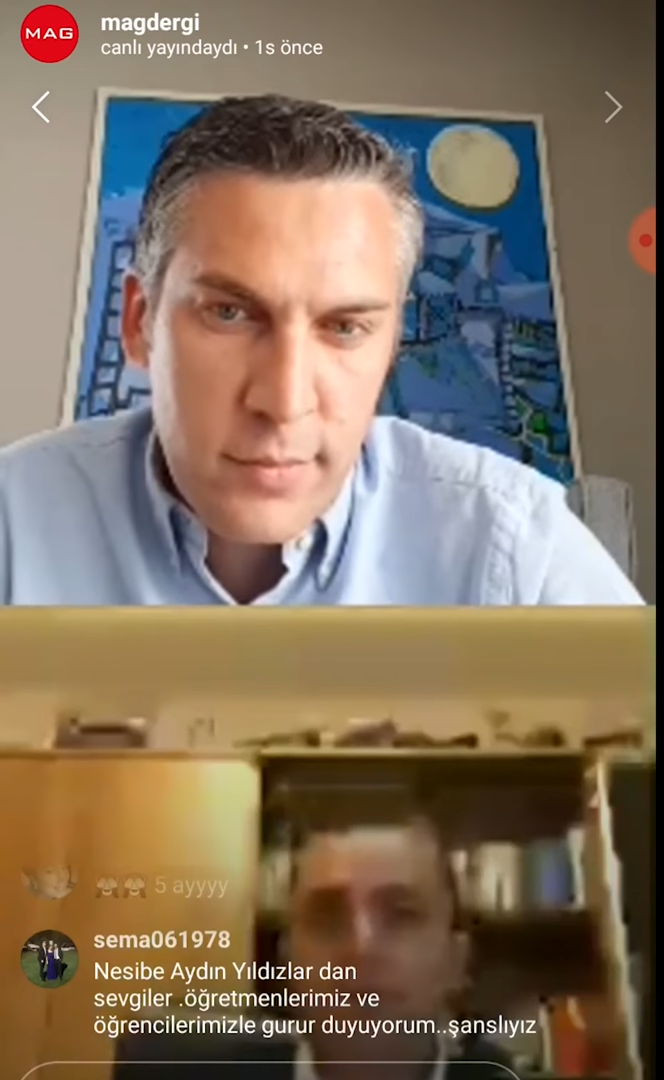 MAG
magdergi
canlı yayındaydı • 1s önce
5 ayyyy
sema061978
Nesibe Aydın Yıldızlar dan
sevgiler .öğretmenlerimiz ve
öğrencilerimizle gurur duyuyorum..şanslıyız